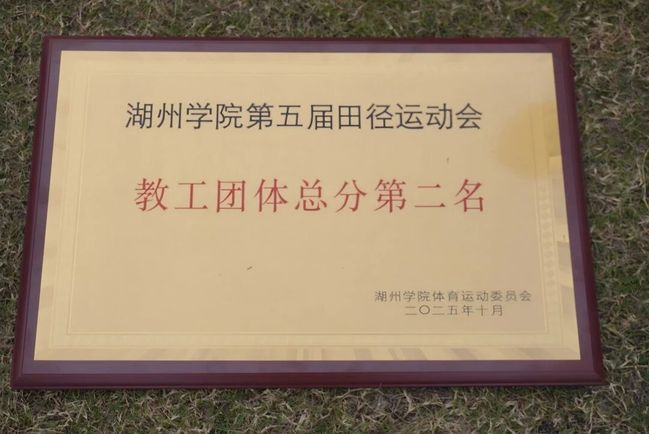 湖州学院第五届田径运动会
教工团体总分第二名
湖州学院体育运动委员会
二〇二五年十月